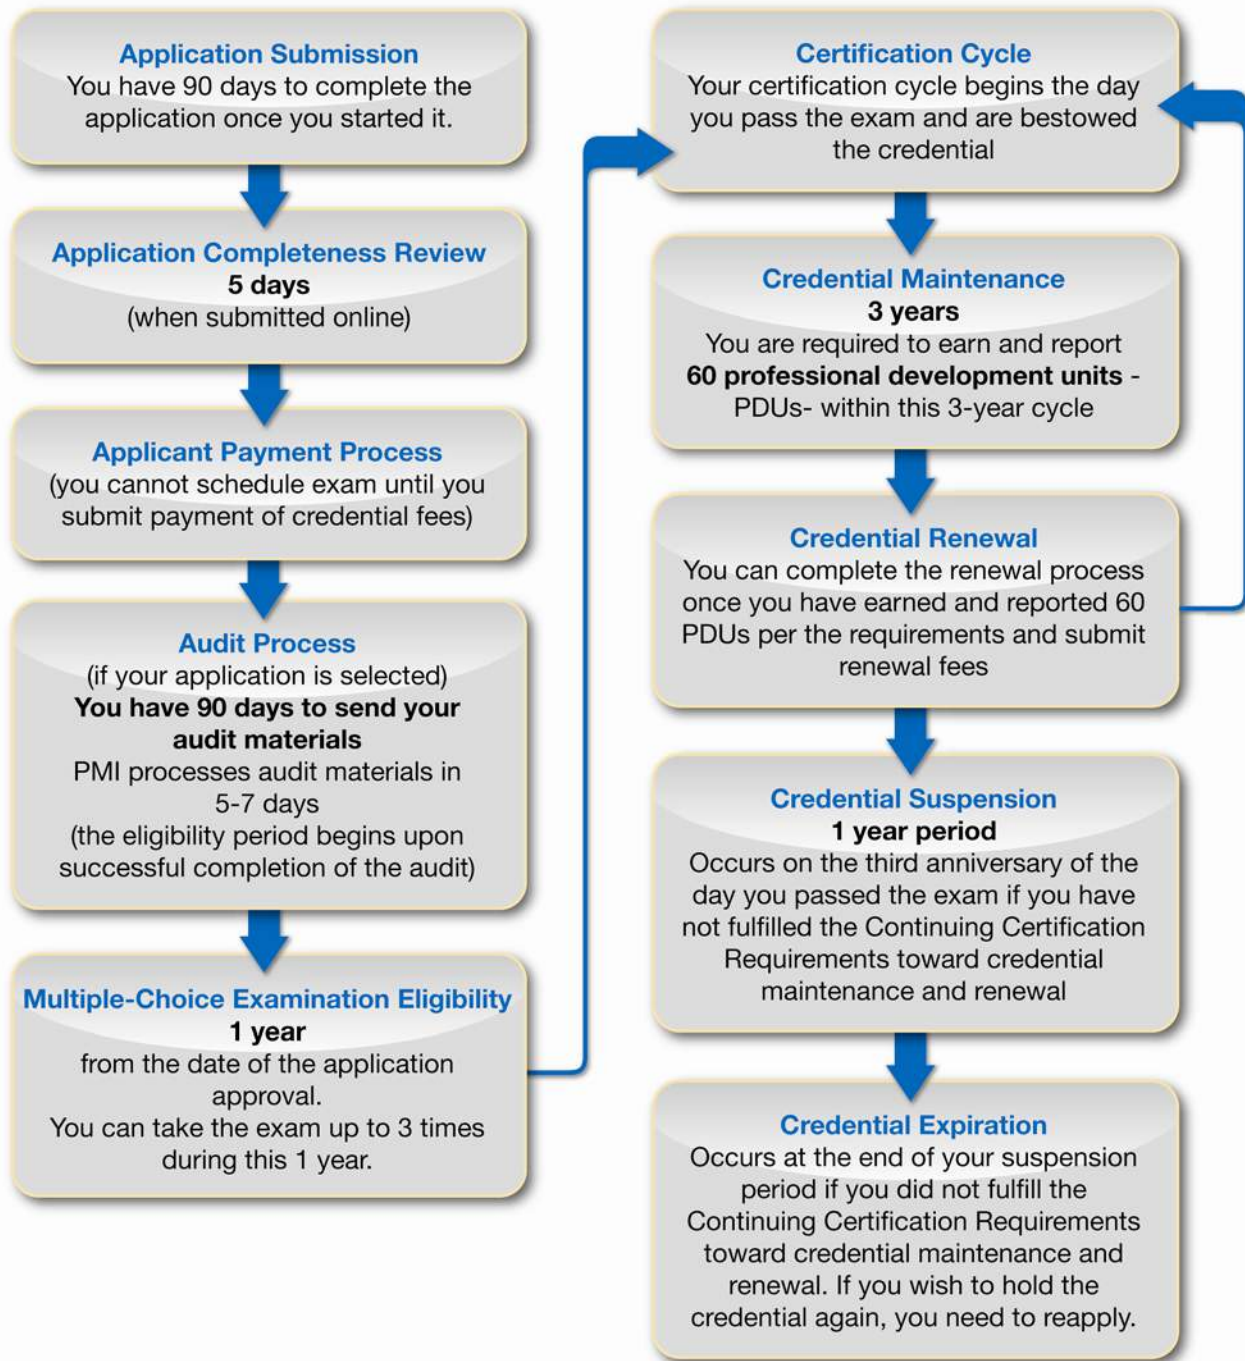 Application Submission
You have 90 days to complete the
application once you started it.
Application Completeness Review
5 days
(when submitted online)
Applicant Payment Process
(you cannot schedule exam until you
submit payment of credential fees)
Audit Process
(if your application is selected)
You have 90 days to send your
audit materials
PMI processes audit materials in
5-7 days
(the eligibility period begins upon
successful completion of the audit)
Multiple-Choice Examination Eligibility
1 year
from the date of the application
approval.
You can take the exam up to 3 times
during this 1 year.
Certification Cycle
Your certification cycle begins the day
you pass the exam and are bestowed
the credential
Credential Maintenance
3 years
You are required to earn and report
60 professional development units -
PDUs- within this 3-year cycle
Credential Renewal
You can complete the renewal process
once you have earned and reported 60
PDUs per the requirements and submit
renewal fees
Credential Suspension
1 year period
Occurs on the third anniversary of the
day you passed the exam if you have
not fulfilled the Continuing Certification
Requirements toward credential
maintenance and renewal
Credential Expiration
Occurs at the end of your suspension
period if you did not fulfill the
Continuing Certification Requirements
toward credential maintenance and
renewal. If you wish to hold the
credential again, you need to reapply.